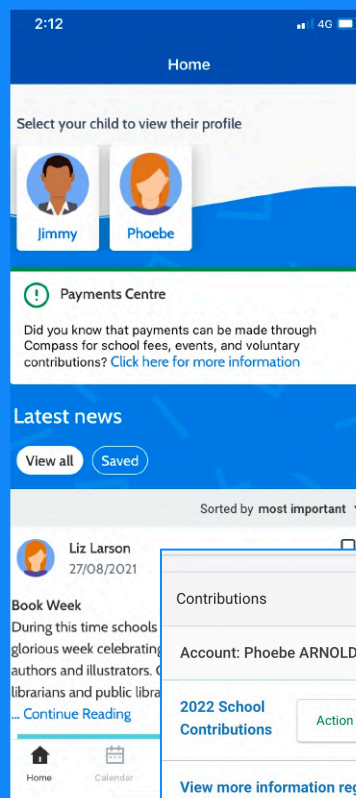 2:12
4G
Home
Select your child to view their profile
Jimmy
Phoebe
Payments Centre
Did you know that payments can be made through
Compass for school fees, events, and voluntary
contributions? Click here for more information
Latest news
View all
Saved
Sorted by most important
Liz Larson
27/08/2021
Book Week
During this time schools
glorious week celebrating
authors and illustrators.
librarians and public libra
... Continue Reading
Home
Calendar
Contributions
Account: Phoebe ARNOLD
2022 School
Contributions
Action
View more information reg